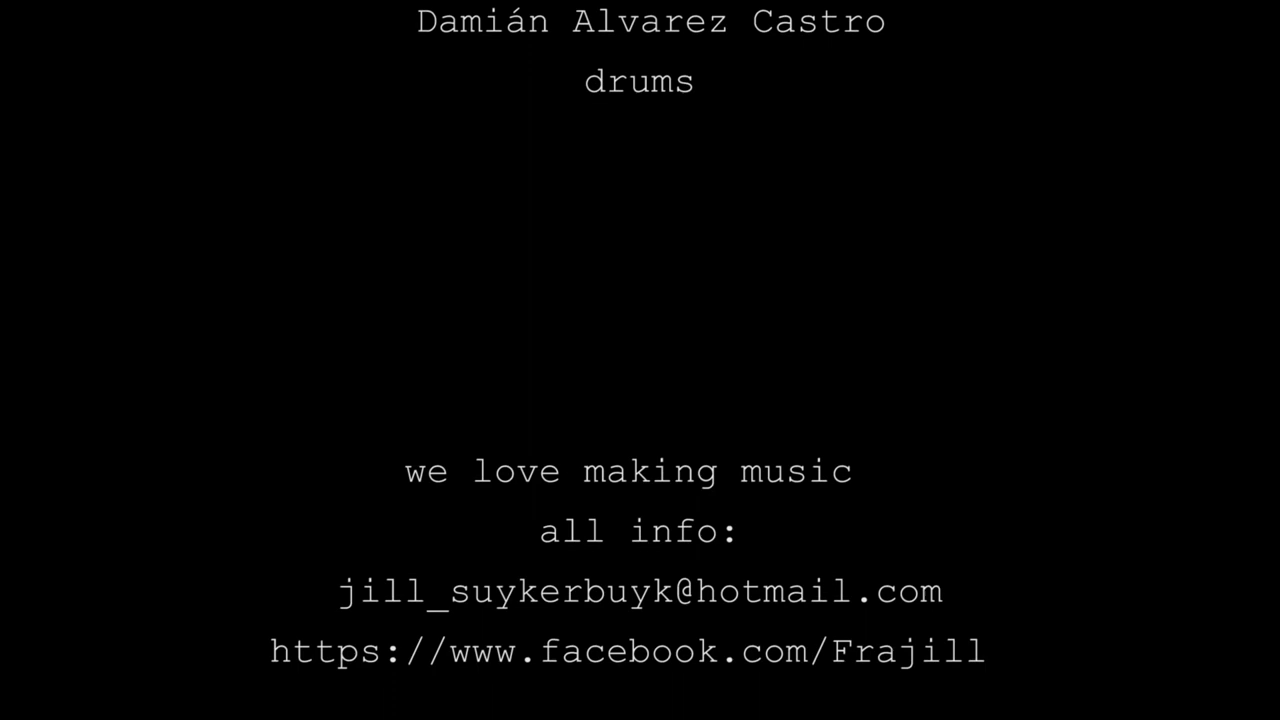 Damián Alvarez Castro
drums
we love making music
all info:
jill_suykerbuyk@hotmail.com
https://www.facebook.com/Frajill